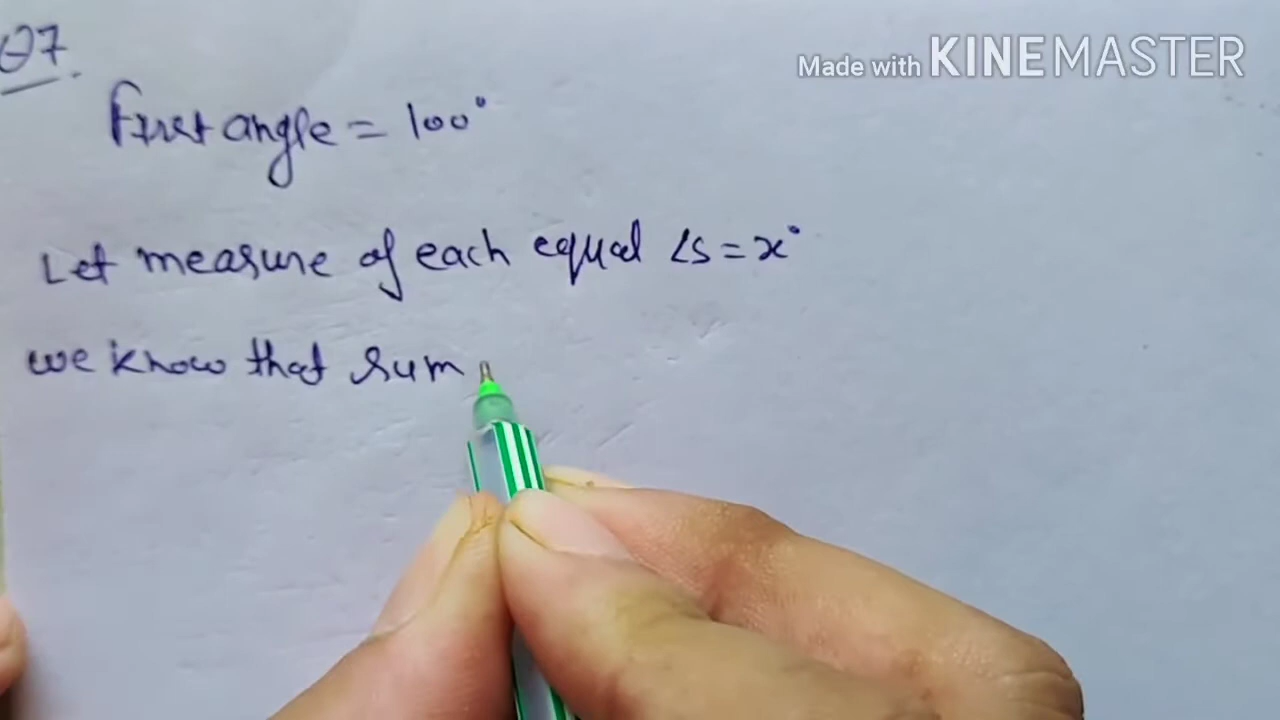 Q7.
Made with KINEMASTER
First angle = 100°
Let measure of each equal ∠s = x°
we know that sum